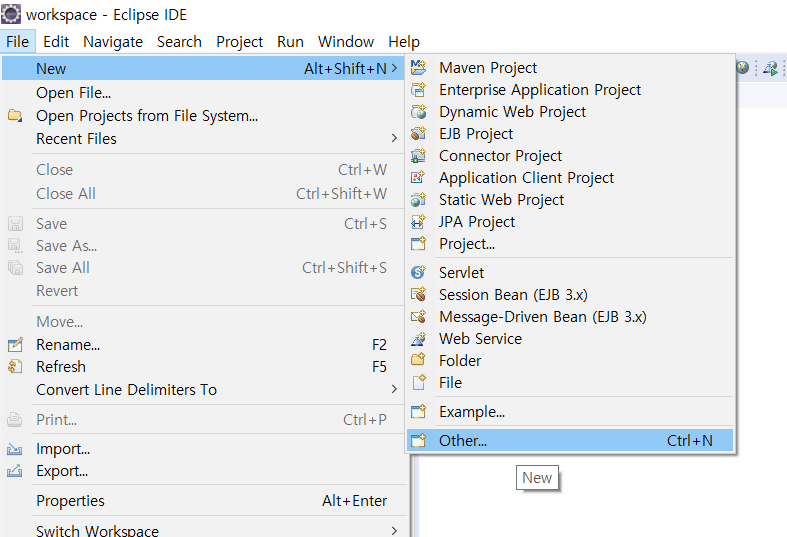 workspace - Eclipse IDE
File Edit Navigate Search Project Run Window Help
New Alt+Shift+N
Open File...
Open Projects from File System...
Recent Files
Close Ctrl+W
Close All Ctrl+Shift+W
Save Ctrl+S
Save As...
Save All Ctrl+Shift+S
Revert
Move...
Rename... F2
Refresh F5
Convert Line Delimiters To
Print... Ctrl+P
Import...
Export...
Properties Alt+Enter
Switch Workspace
Maven Project
Enterprise Application Project
Dynamic Web Project
EJB Project
Connector Project
Application Client Project
Static Web Project
JPA Project
Project...
Servlet
Session Bean (EJB 3.x)
Message-Driven Bean (EJB 3.x)
Web Service
Folder
File
Example...
Other... Ctrl+N
New